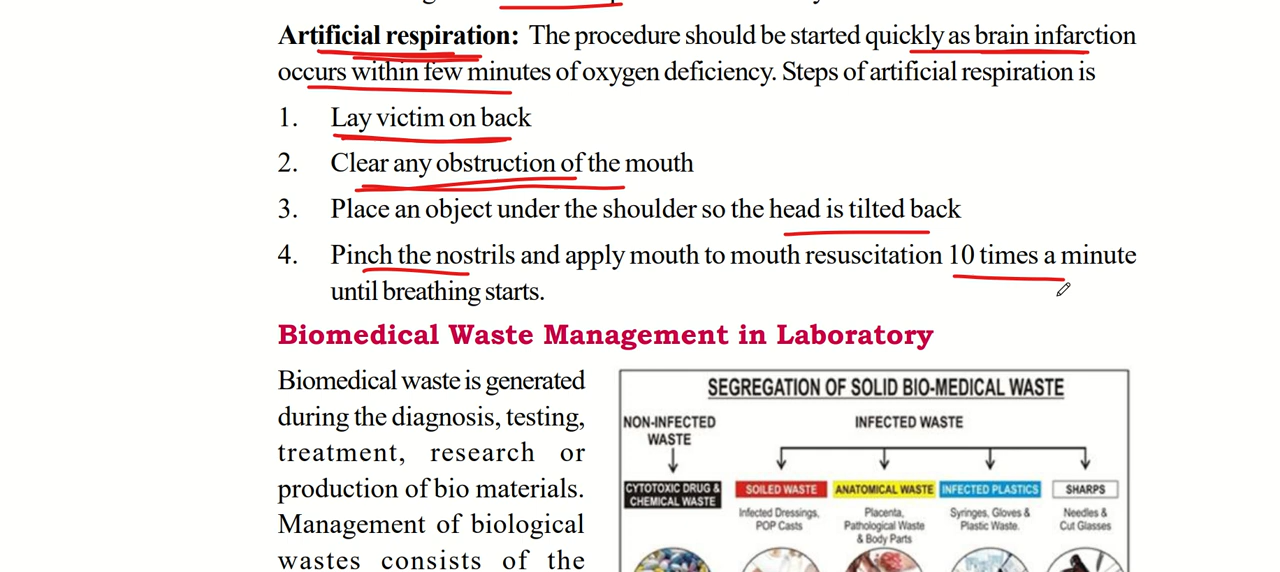 Artificial respiration: The procedure should be started quickly as brain infarction
occurs within few minutes of oxygen deficiency. Steps of artificial respiration is
1. Lay victim on back
2. Clear any obstruction of the mouth
3. Place an object under the shoulder so the head is tilted back
4. Pinch the nostrils and apply mouth to mouth resuscitation 10 times a minute
until breathing starts.
Biomedical Waste Management in Laboratory
Biomedical waste is generated
during the diagnosis, testing,
treatment, research or
production of bio materials.
Management of biological
wastes consists of the
SEGREGATION OF SOLID BIO-MEDICAL WASTE
NON-INFECTED
WASTE
INFECTED WASTE
CYTOTOXIC DRUG &
CHEMICAL WASTE
SOILED WASTE
Infected Dressings,
POP Casts
ANATOMICAL WASTE
Placenta,
Pathological Waste
& Body Parts
INFECTED PLASTICS
Syringes, Gloves &
Plastic Waste.
SHARPS
Needles &
Cut Glasses